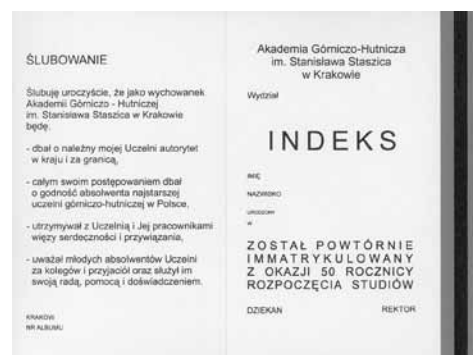 ŚLUBOWANIE
Ślubuję uroczyście, że jako wychowanek
Akademii Górniczo - Hutniczej
im. Stanisława Staszica w Krakowie
będę.
- dbał o należny mojej Uczelni autorytet
w kraju i za granicą,
- całym swoim postępowaniem dbał
o godność absolwenta najstarszej
uczelni górniczo-hutniczej w Polsce,
- utrzymywał z Uczelnią i Jej pracownikami
więzy serdeczności i przywiązania,
- uważał młodych absolwentów Uczelni
za kolegów i przyjaciół oraz służył im
swoją radą, pomocą i doświadczeniem.
KRAKÓW
NR ALBUMU
Akademia Górniczo-Hutnicza
im. Stanisława Staszica
w Krakowie
Wydział
INDEKS
IMIĘ
NAZWISKO
URODZONY
W
ZOSTAŁ POWTÓRNIE
IMMATRYKULOWANY
Z OKAZJI 50 ROCZNICY
ROZPOCZĘCIA STUDIÓW
DZIEKAN REKTOR